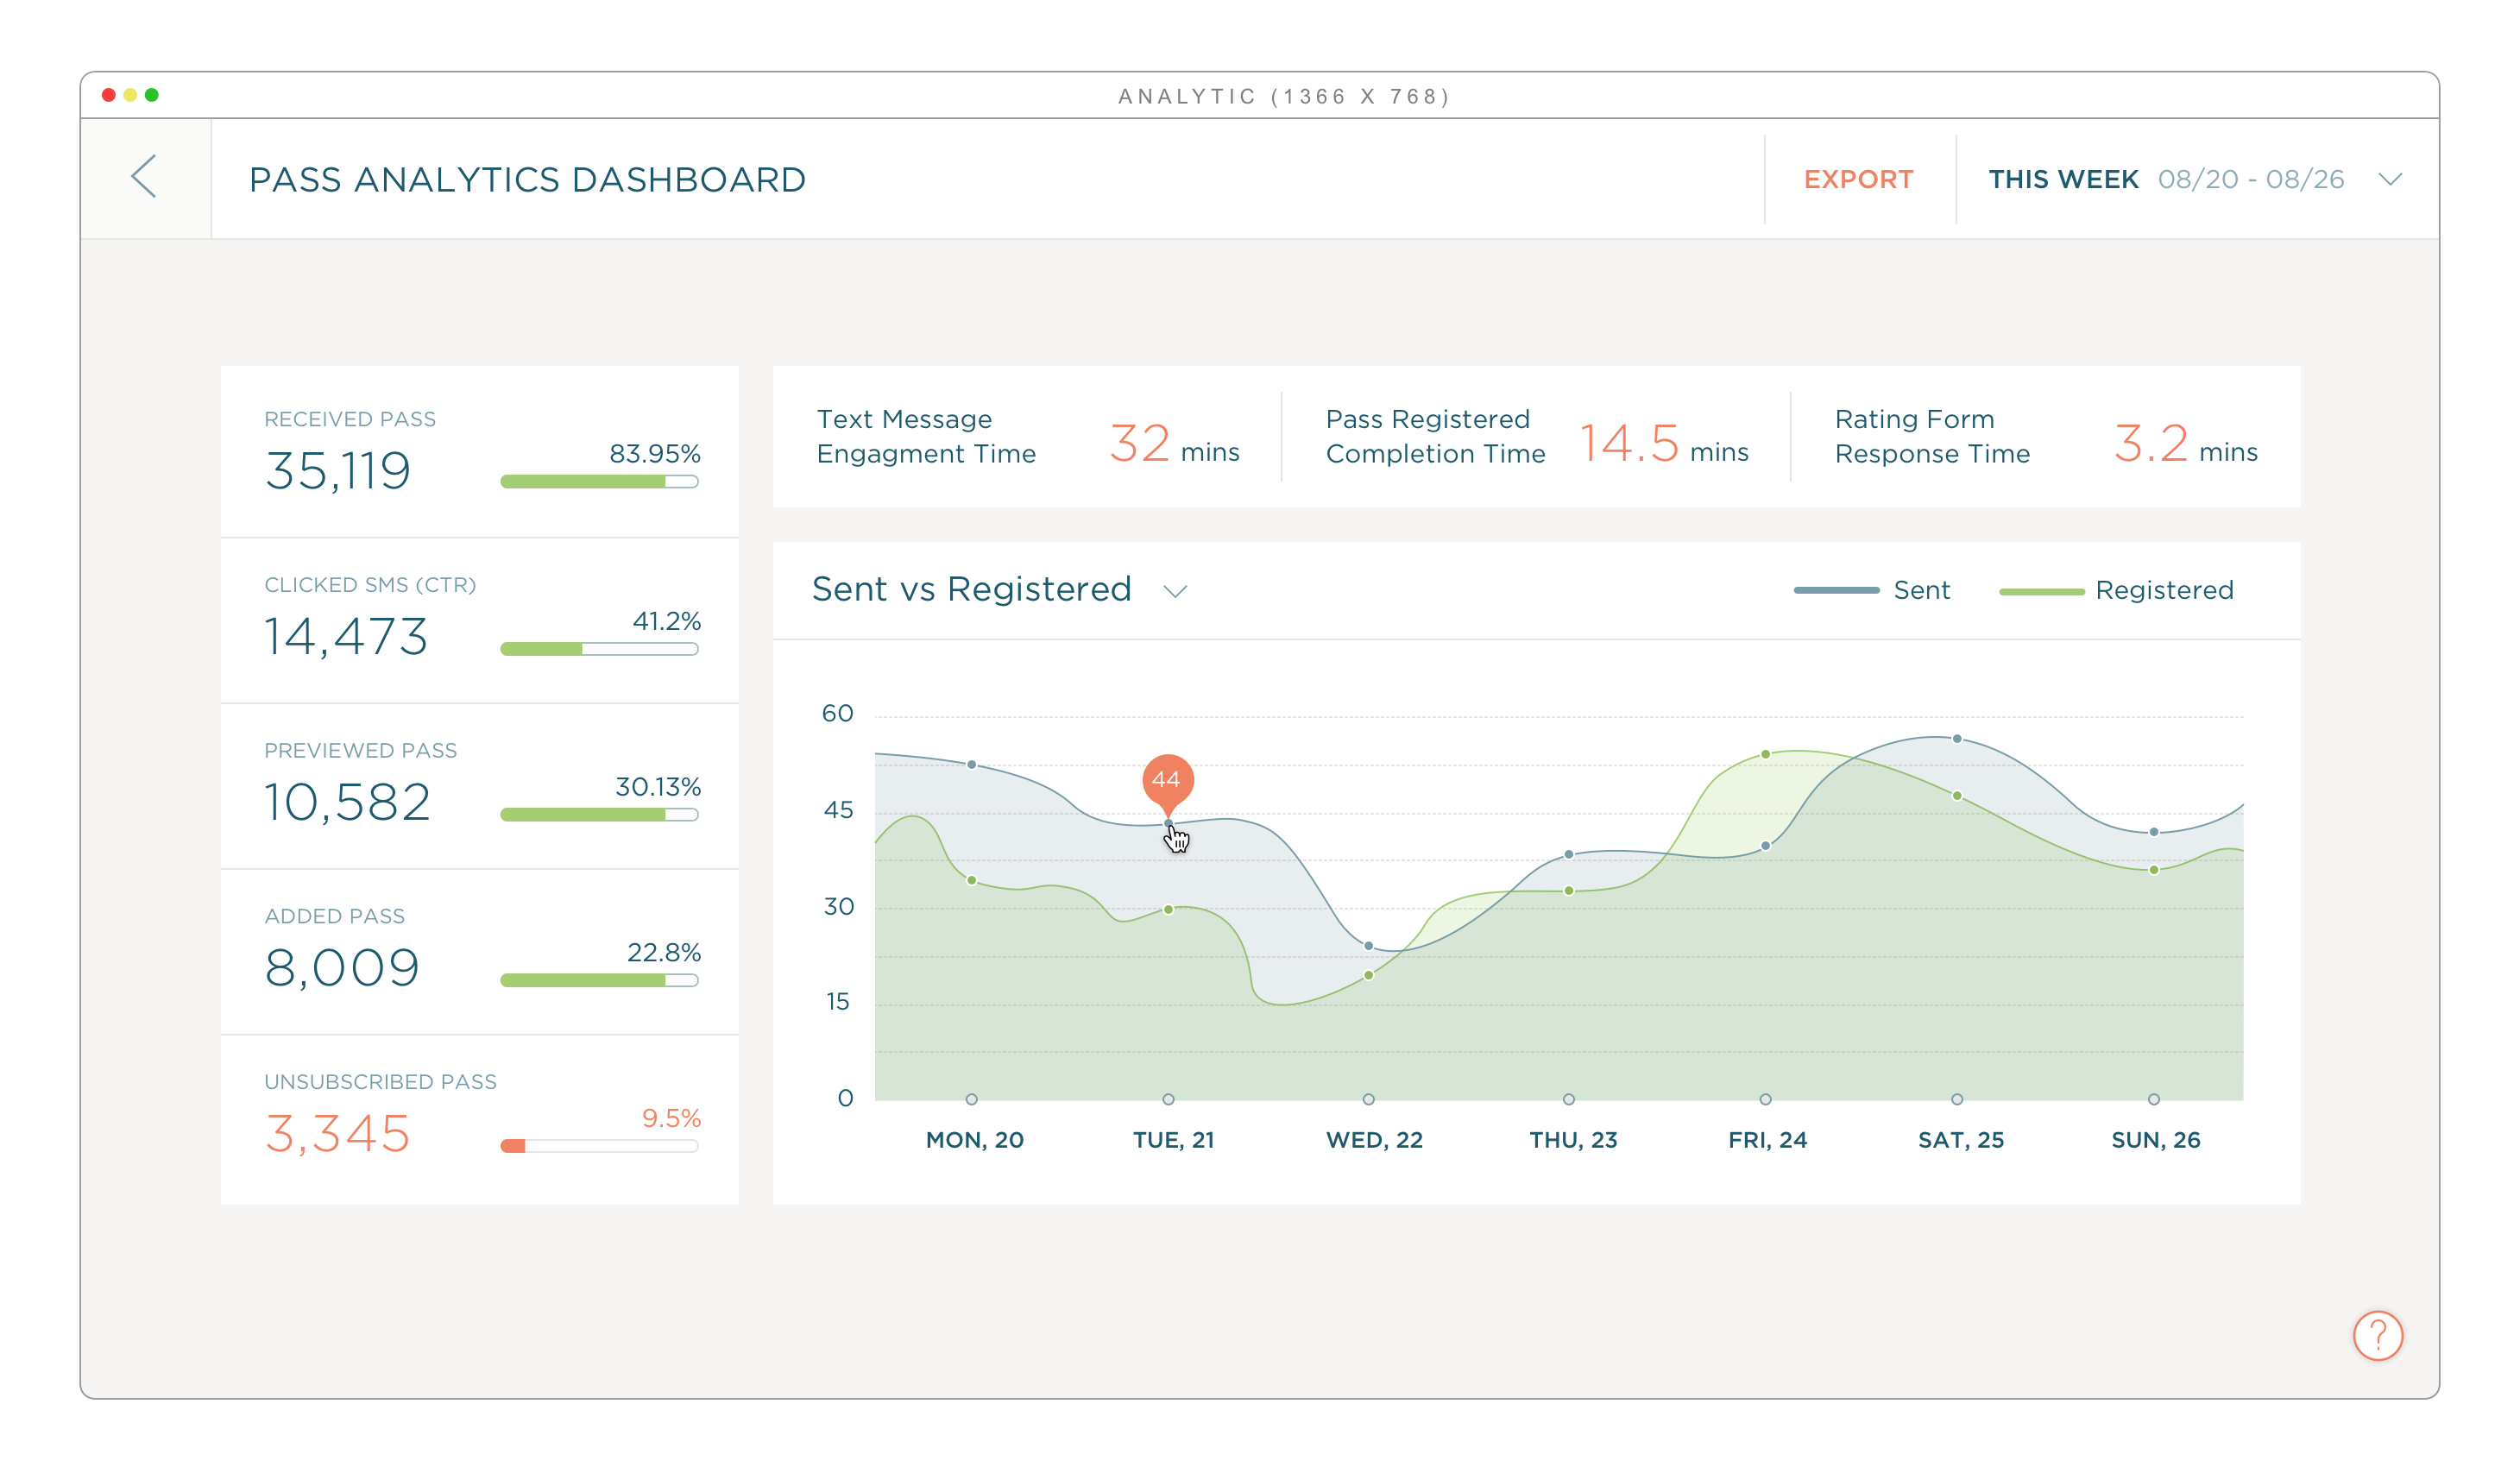 ANALYTIC (1366 X 768)
PASS ANALYTICS DASHBOARD
EXPORT
THIS WEEK 08/20 - 08/26
RECEIVED PASS
35,119
83.95%
CLICKED SMS (CTR)
14,473
41.2%
PREVIEWED PASS
10,582
30.13%
ADDED PASS
8,009
22.8%
UNSUBSCRIBED PASS
3,345
9.5%
Text Message
Engagment Time
32 mins
Pass Registered
Completion Time
14.5 mins
Rating Form
Response Time
3.2 mins
Sent vs Registered
Sent
Registered
60
45
30
15
0
44
MON, 20
TUE, 21
WED, 22
THU, 23
FRI, 24
SAT, 25
SUN, 26
?